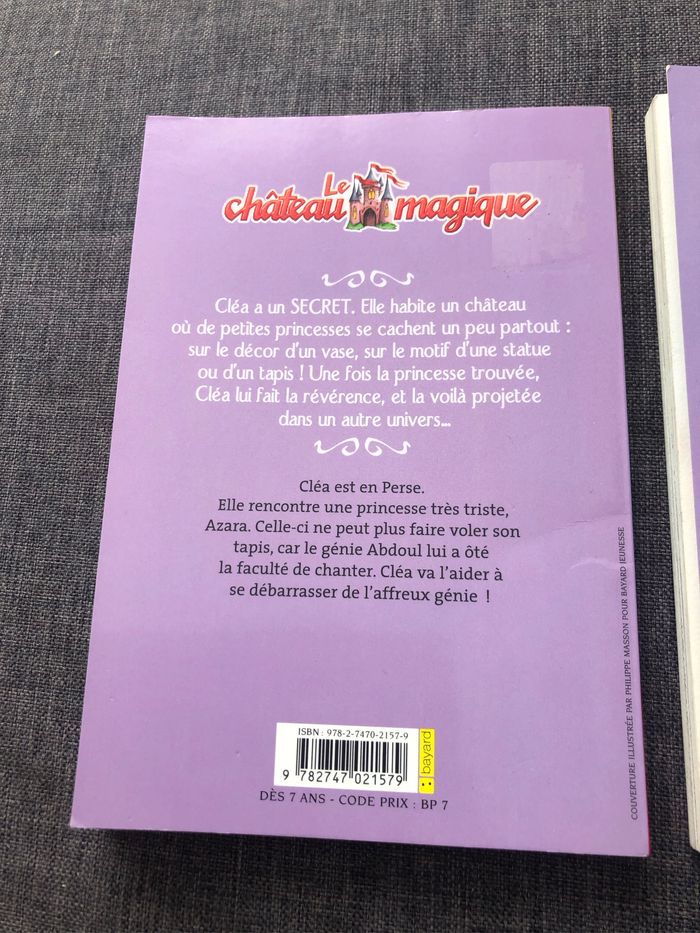 Le
château magique
Cléa a un SECRET. Elle habite un château
où de petites princesses se cachent un peu partout :
sur le décor d'un vase, sur le motif d'une statue
ou d'un tapis ! Une fois la princesse trouvée,
Cléa lui fait la révérence, et la voilà projetée
dans un autre univers...
Cléa est en Perse.
Elle rencontre une princesse très triste,
Azara. Celle-ci ne peut plus faire voler son
tapis, car le génie Abdoul lui a ôté
la faculté de chanter. Cléa va l'aider à
se débarrasser de l'affreux génie !
ISBN : 978-2-7470-2157-9
9 782747 021579
bayard
DÈS 7 ANS - CODE PRIX : BP 7
COUVERTURE ILLUSTRÉE PAR PHILIPPE MASSON POUR BAYARD JEUNESSE